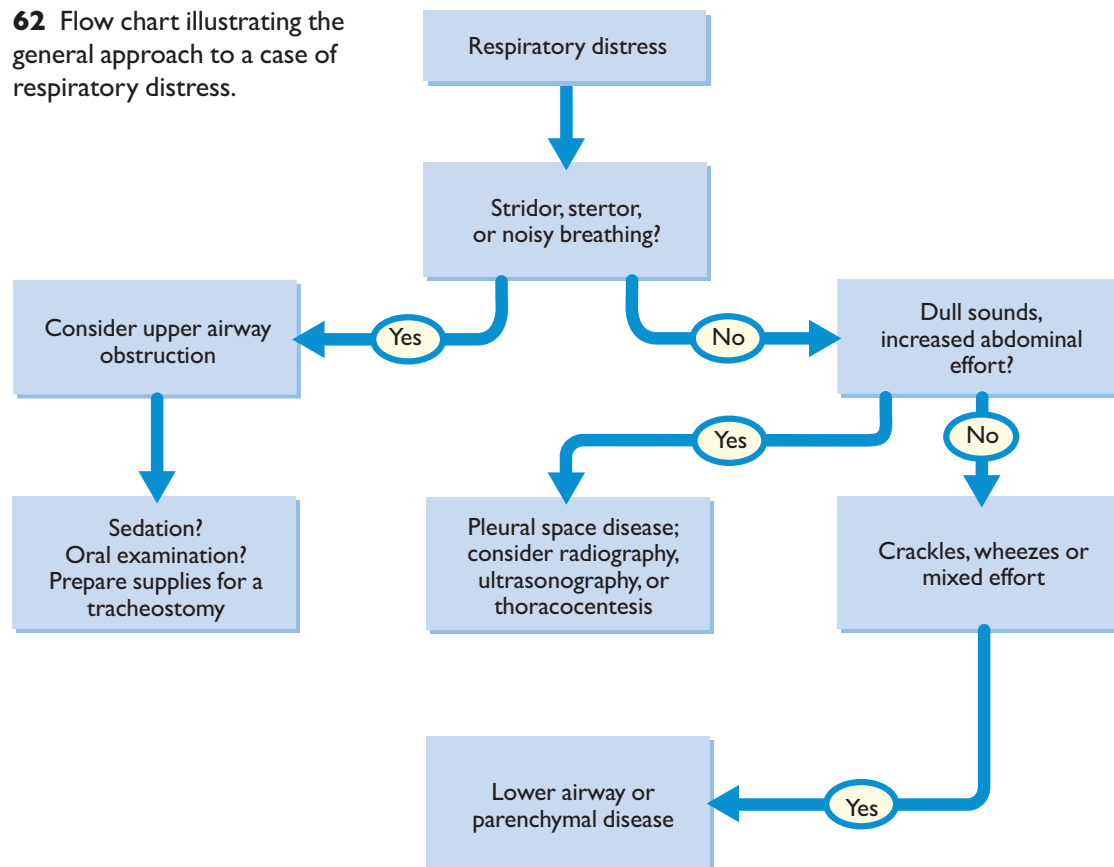 62 Flow chart illustrating the
general approach to a case of
respiratory distress.
Respiratory distress
Stridor, stertor,
or noisy breathing?
Yes
No
Consider upper airway
obstruction
Dull sounds,
increased abdominal
effort?
Yes
No
Sedation?
Oral examination?
Prepare supplies for a
tracheostomy
Pleural space disease;
consider radiography,
ultrasonography, or
thoracocentesis
Crackles, wheezes or
mixed effort
Yes
Lower airway or
parenchymal disease